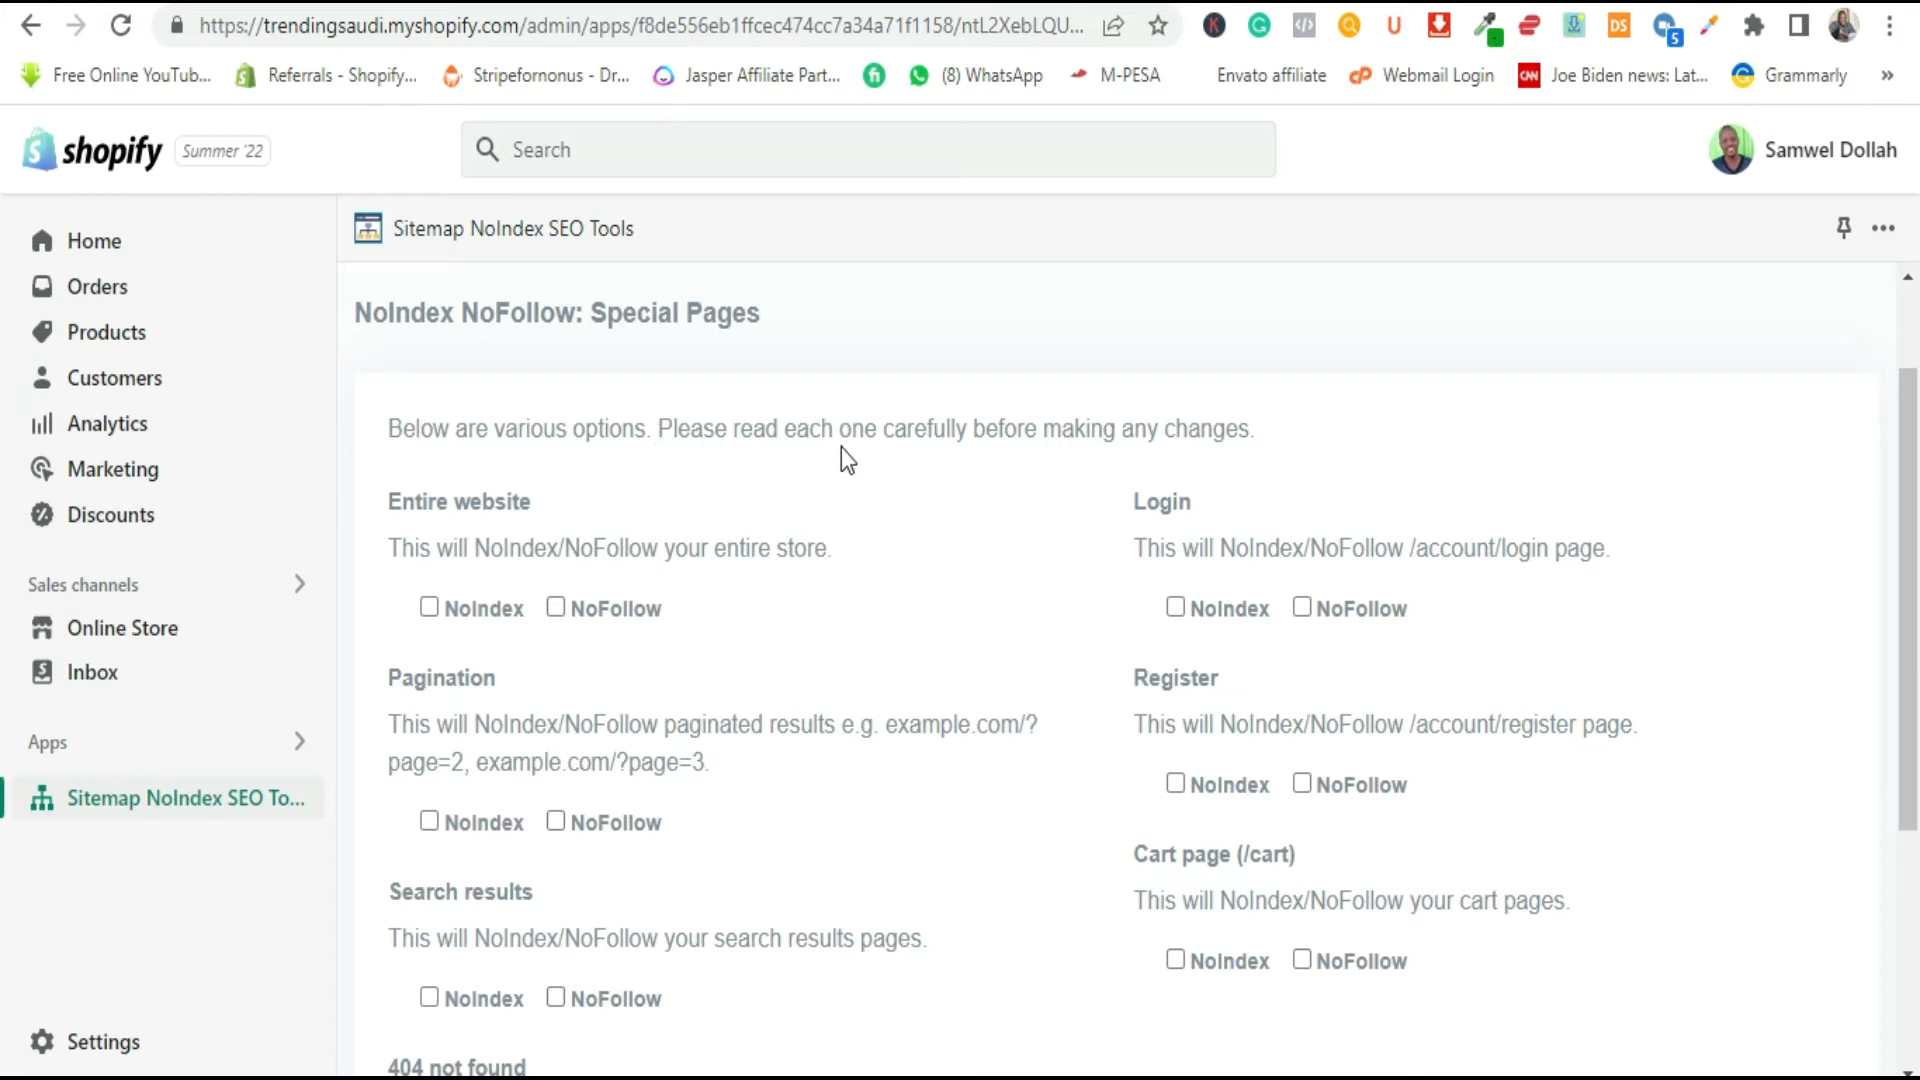 https://trendingsaudi.myshopify.com/admin/apps/f8de556eb1ffcec474cc7a34a71f1158/ntL2XebLQU...
DS
5
Free Online YouTub...
Referrals - Shopify...
Stripefornonus - Dr...
Jasper Affiliate Part...
(8) WhatsApp
M-PESA
Envato affiliate
Webmail Login
CNN
Joe Biden news: Lat...
Grammarly
»
shopify
Summer '22
Search
Samwel Dollah
Home
Orders
Products
Customers
Analytics
Marketing
Discounts
Sales channels
Online Store
Inbox
Apps
Sitemap NoIndex SEO To...
Settings
Sitemap NoIndex SEO Tools
NoIndex NoFollow: Special Pages
Below are various options. Please read each one carefully before making any changes.
Entire website
This will NoIndex/NoFollow your entire store.
NoIndex NoFollow
Pagination
This will NoIndex/NoFollow paginated results e.g. example.com/?
page=2, example.com/?page=3.
NoIndex NoFollow
Search results
This will NoIndex/NoFollow your search results pages.
NoIndex NoFollow
404 not found
Login
This will NoIndex/NoFollow /account/login page.
NoIndex NoFollow
Register
This will NoIndex/NoFollow /account/register page.
NoIndex NoFollow
Cart page (/cart)
This will NoIndex/NoFollow your cart pages.
NoIndex NoFollow